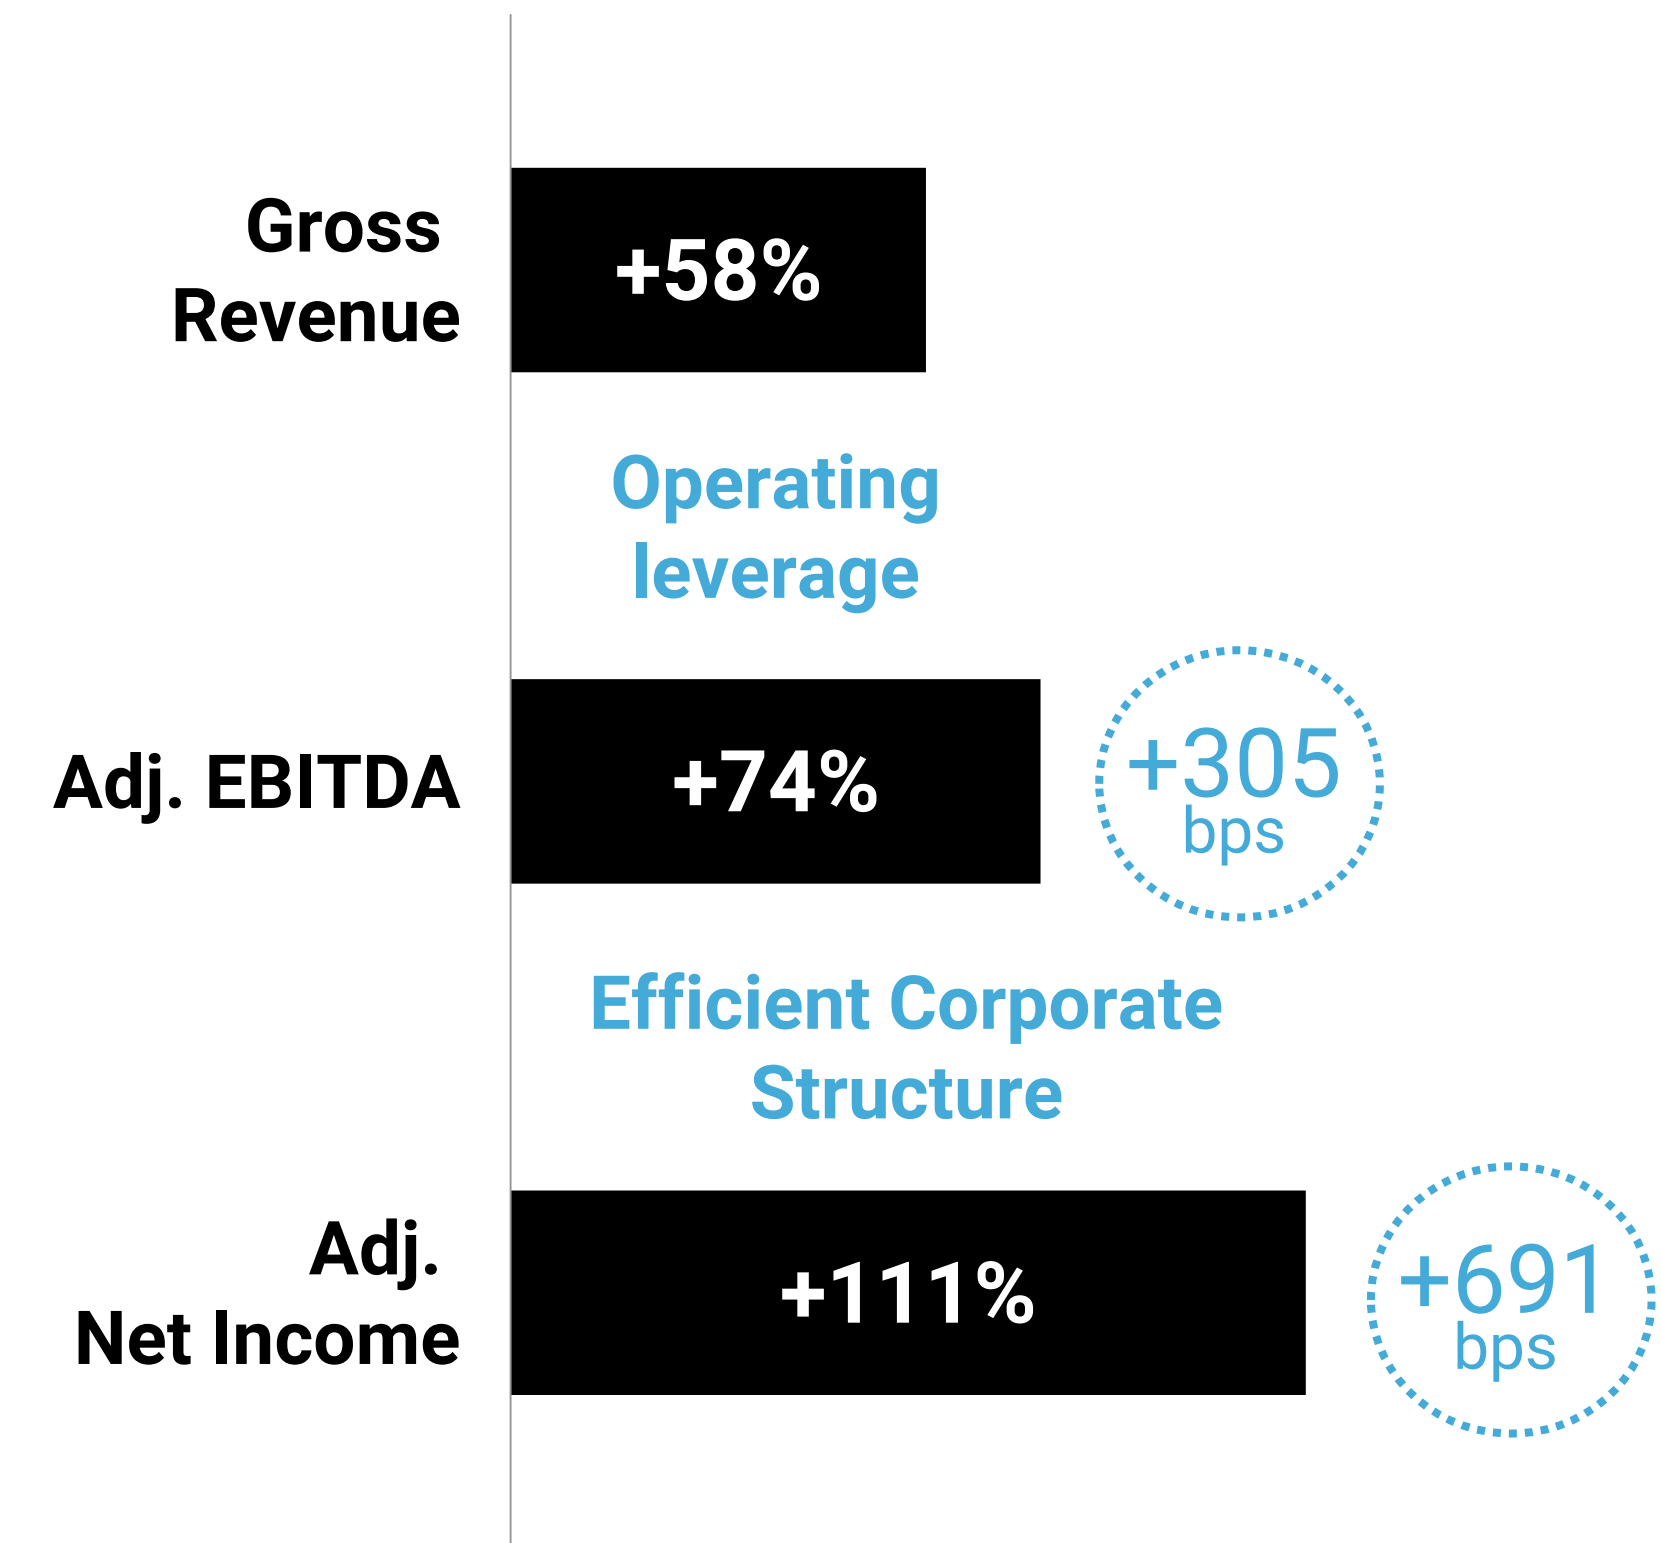 Gross
Revenue
+58%
Operating
leverage
Adj. EBITDA
+74%
+305
bps
Efficient Corporate
Structure
Adj.
Net Income
+111%
+691
bps